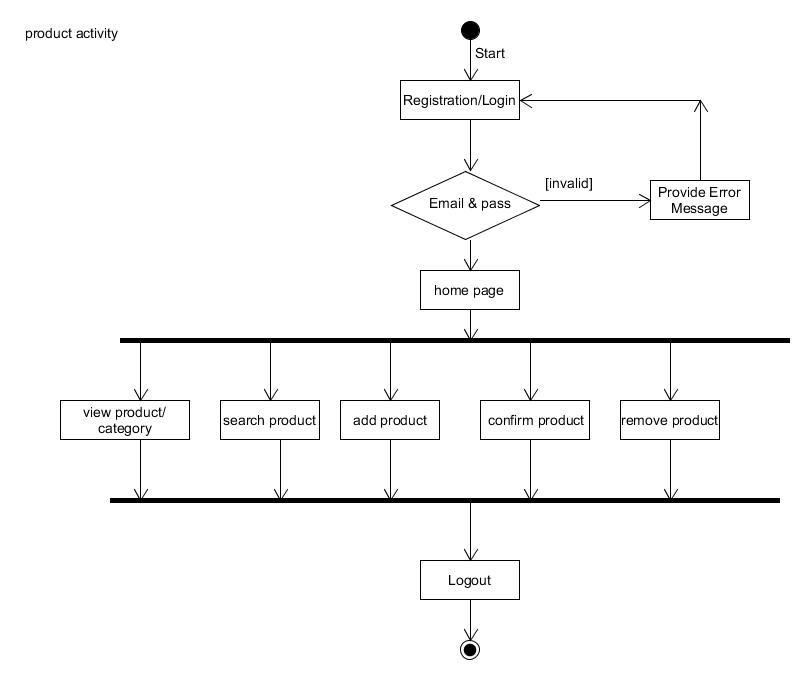 product activity
Start
Registration/Login
Email & pass
[invalid]
Provide Error
Message
home page
view product/
category
search product
add product
confirm product
remove product
Logout